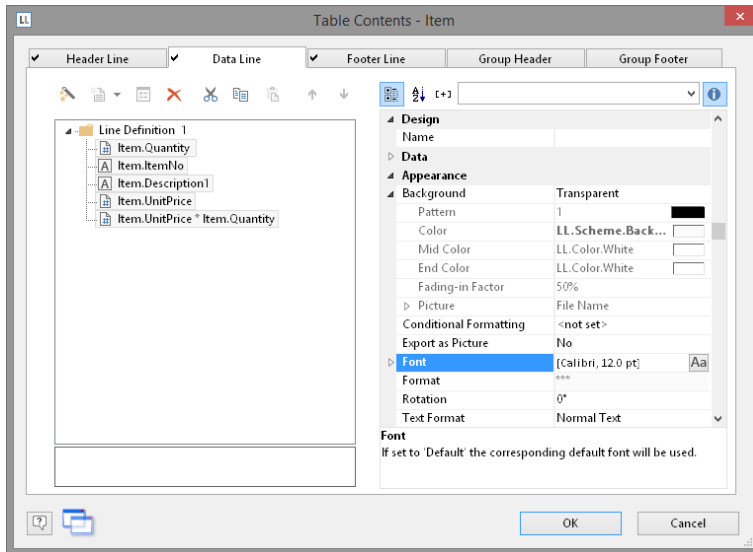 LL Table Contents - Item
Header Line
Data Line
Footer Line
Group Header
Group Footer
Line Definition 1
Item.Quantity
A Item.ItemNo
A Item.Description1
Item.UnitPrice
Item.UnitPrice * Item.Quantity
Design
Name
Data
Appearance
Background Transparent
Pattern 1
Color LL.Scheme.Back...
Mid Color LL.Color.White
End Color LL.Color.White
Fading-in Factor 50%
Picture File Name
Conditional Formatting <not set>
Export as Picture No
Font [Calibri, 12.0 pt] Aa
Format ***
Rotation 0°
Text Format Normal Text
Font
If set to 'Default' the corresponding default font will be used.
OK Cancel